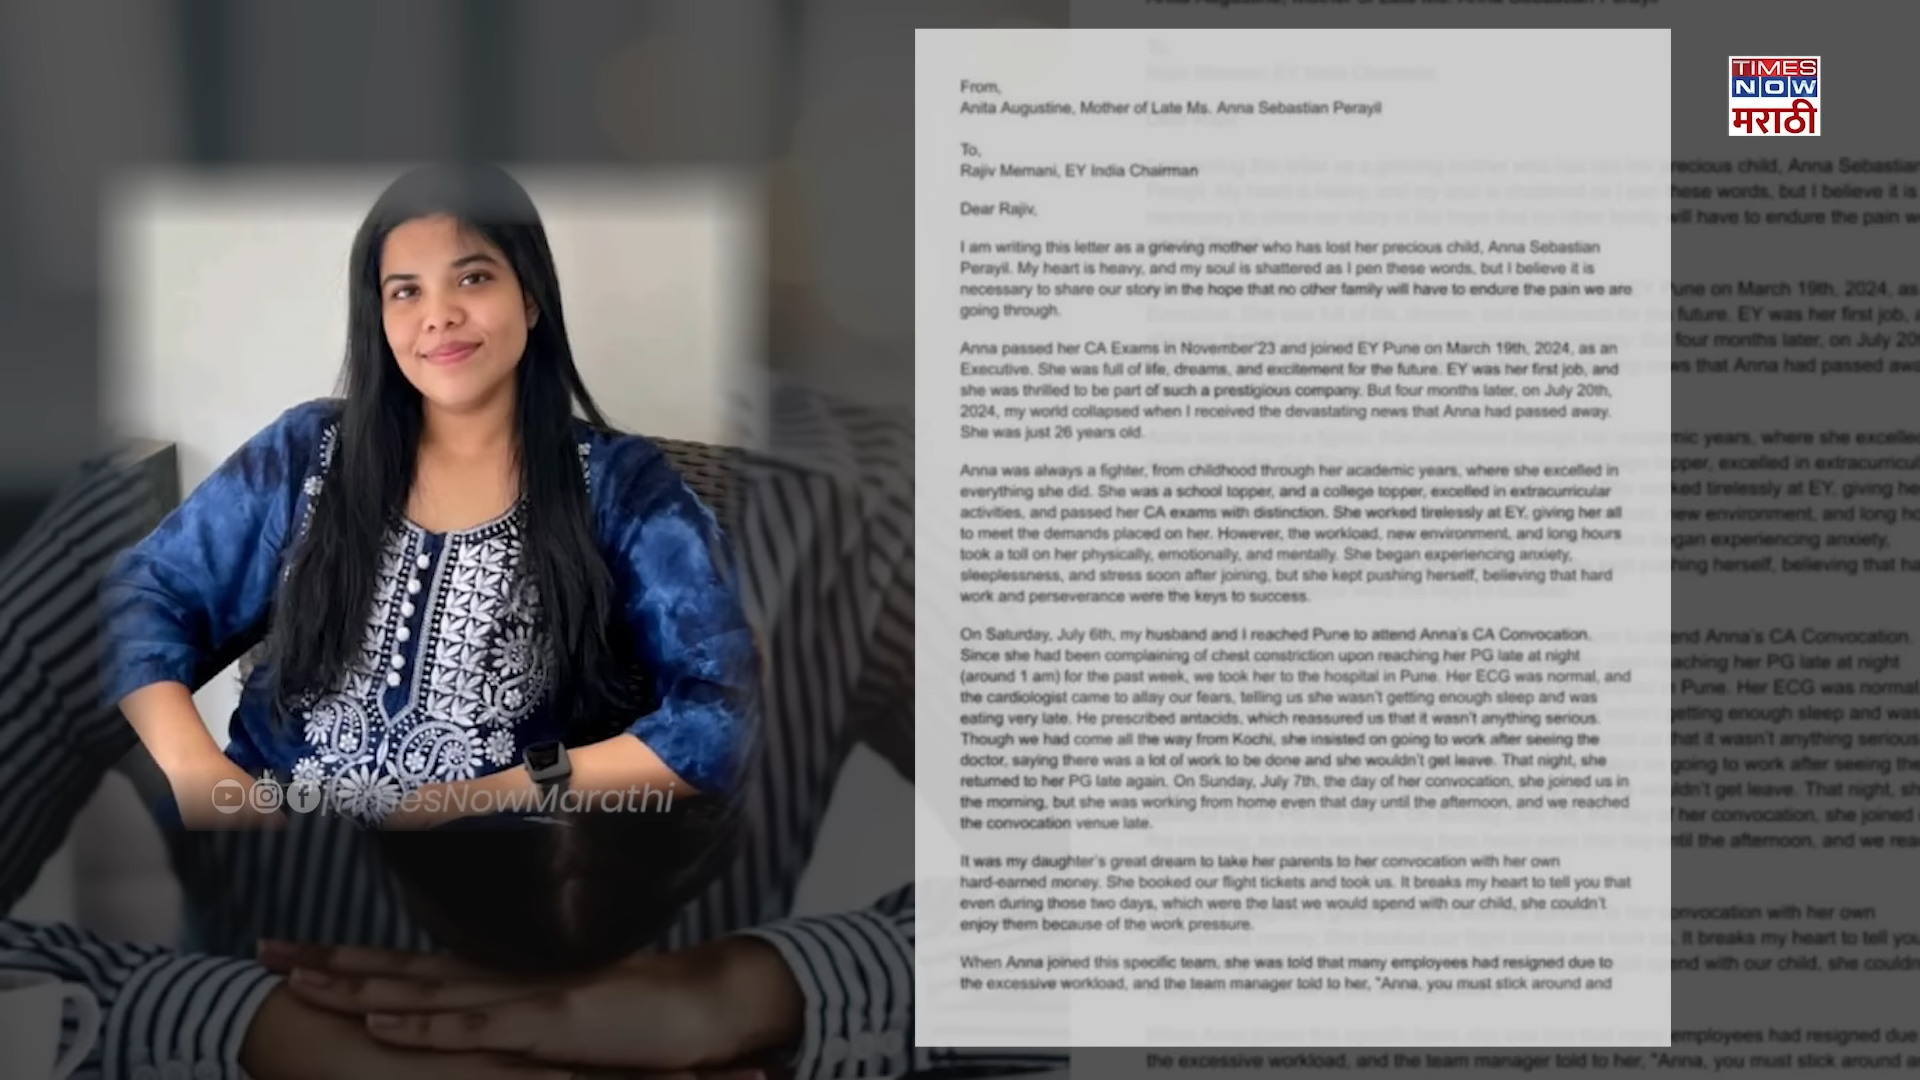 TIMES
NOW
मराठी
From,
Anita Augustine, Mother of Late Ms. Anna Sebastian Perayil
To,
Rajiv Memani, EY India Chairman
Dear Rajiv,
I am writing this letter as a grieving mother who has lost her precious child, Anna Sebastian
Perayil. My heart is heavy, and my soul is shattered as I pen these words, but I believe it is
necessary to share our story in the hope that no other family will have to endure the pain we are
going through.
Anna passed her CA Exams in November'23 and joined EY Pune on March 19th, 2024, as an
Executive. She was full of life, dreams, and excitement for the future. EY was her first job, and
she was thrilled to be part of such a prestigious company. But four months later, on July 20th,
2024, my world collapsed when I received the devastating news that Anna had passed away.
She was just 26 years old.
Anna was always a fighter, from childhood through her academic years, where she excelled in
everything she did. She was a school topper, and a college topper, excelled in extracurricular
activities, and passed her CA exams with distinction. She worked tirelessly at EY, giving her all
to meet the demands placed on her. However, the workload, new environment, and long hours
took a toll on her physically, emotionally, and mentally. She began experiencing anxiety,
sleeplessness, and stress soon after joining, but she kept pushing herself, believing that hard
work and perseverance were the keys to success.
On Saturday, July 6th, my husband and I reached Pune to attend Anna's CA Convocation.
Since she had been complaining of chest constriction upon reaching her PG late at night
(around 1 am) for the past week, we took her to the hospital in Pune. Her ECG was normal, and
the cardiologist came to allay our fears, telling us she wasn't getting enough sleep and was
eating very late. He prescribed antacids, which reassured us that it wasn't anything serious.
Though we had come all the way from Kochi, she insisted on going to work after seeing the
doctor, saying there was a lot of work to be done and she wouldn't get leave. That night, she
returned to her PG late again. On Sunday, July 7th, the day of her convocation, she joined us in
the morning, but she was working from home even that day until the afternoon, and we reached
the convocation venue late.
It was my daughter's great dream to take her parents to her convocation with her own
hard-earned money. She booked our flight tickets and took us. It breaks my heart to tell you that
even during those two days, which were the last we would spend with our child, she couldn't
enjoy them because of the work pressure.
When Anna joined this specific team, she was told that many employees had resigned due to
the excessive workload, and the team manager told to her, "Anna, you must stick around and
/TimesNowMarathi